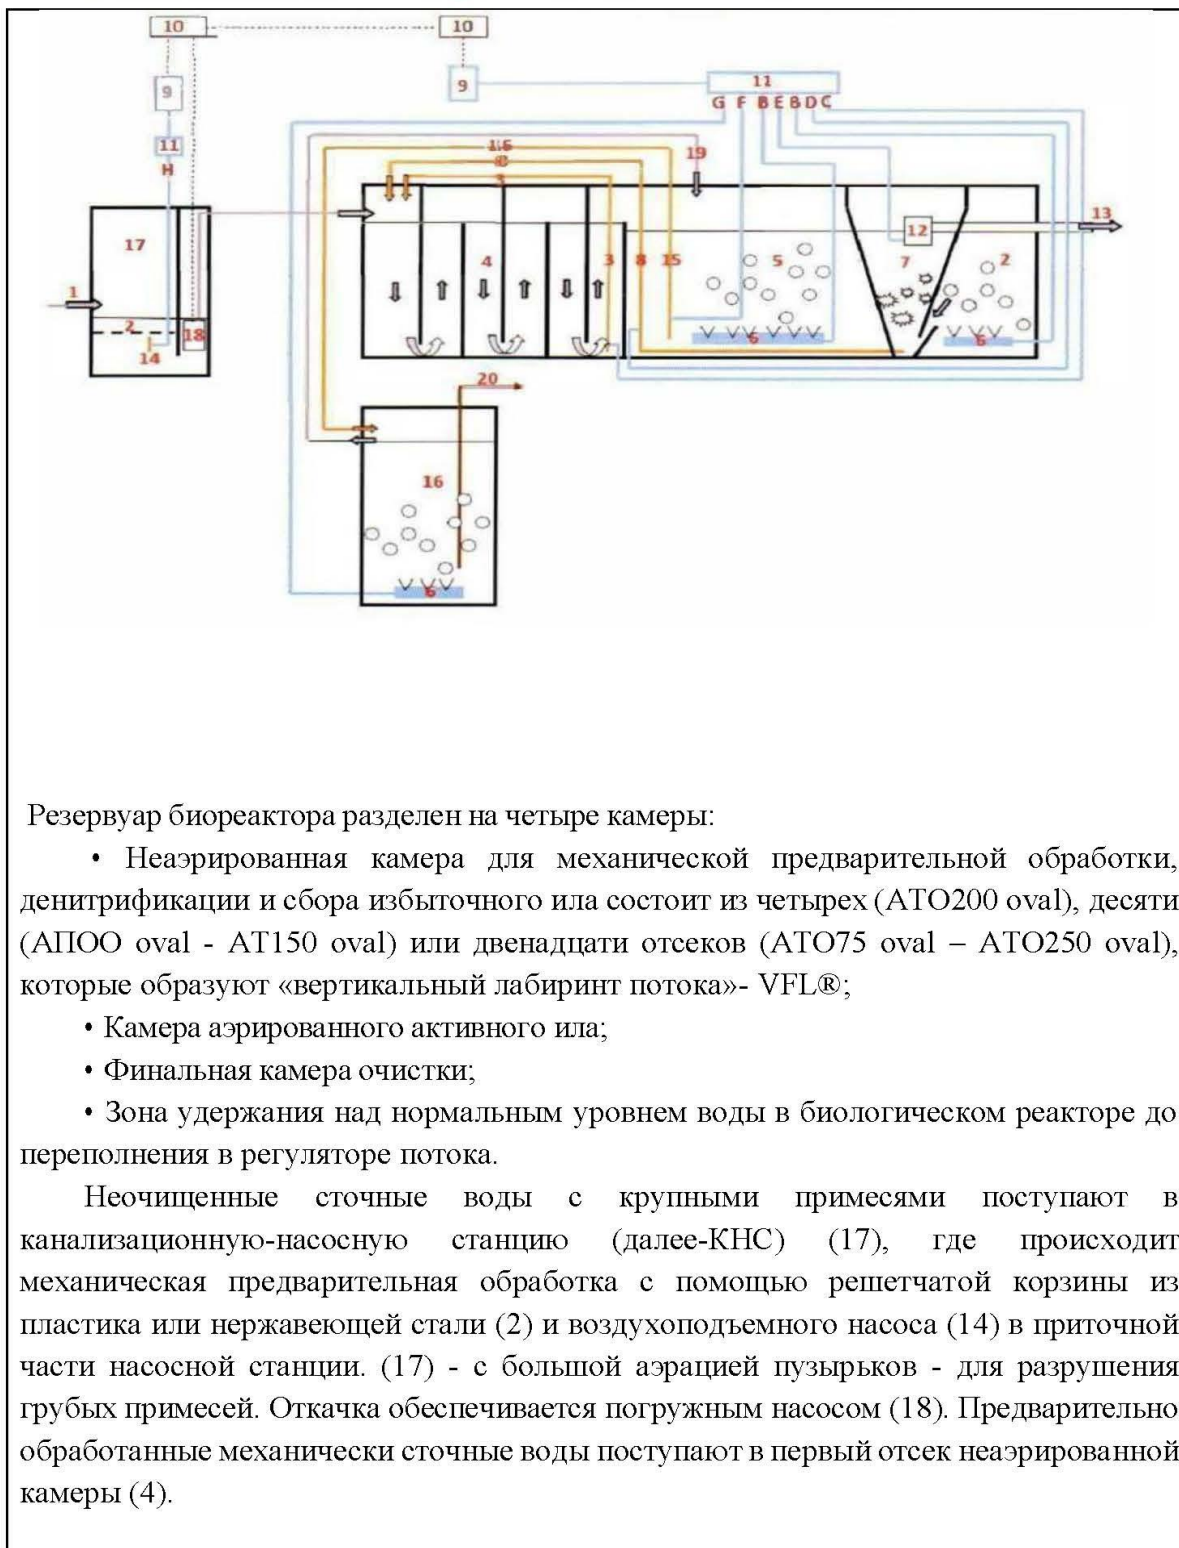 10
10
9
9
11
11
G F B E B D C
H
1.5
19
3
13
17
12
4
3
8
15
5
7
2
1
2
18
14
6
6
20
16
6
Резервуар биореактора разделен на четыре камеры:
• Неаэрированная камера для механической предварительной обработки,
денитрификации и сбора избыточного ила состоит из четырех (АТО200 oval), десяти
(АПОО oval - АТ150 oval) или двенадцати отсеков (АТО75 oval – АТО250 oval),
которые образуют «вертикальный лабиринт потока»- VFL®;
• Камера аэрированного активного ила;
• Финальная камера очистки;
• Зона удержания над нормальным уровнем воды в биологическом реакторе до
переполнения в регуляторе потока.
Неочищенные сточные воды с крупными примесями поступают в
канализационную-насосную станцию (далее-КНС) (17), где происходит
механическая предварительная обработка с помощью решетчатой корзины из
пластика или нержавеющей стали (2) и воздухоподъемного насоса (14) в приточной
части насосной станции. (17) - с большой аэрацией пузырьков - для разрушения
грубых примесей. Откачка обеспечивается погружным насосом (18). Предварительно
обработанные механически сточные воды поступают в первый отсек неаэрированной
камеры (4).